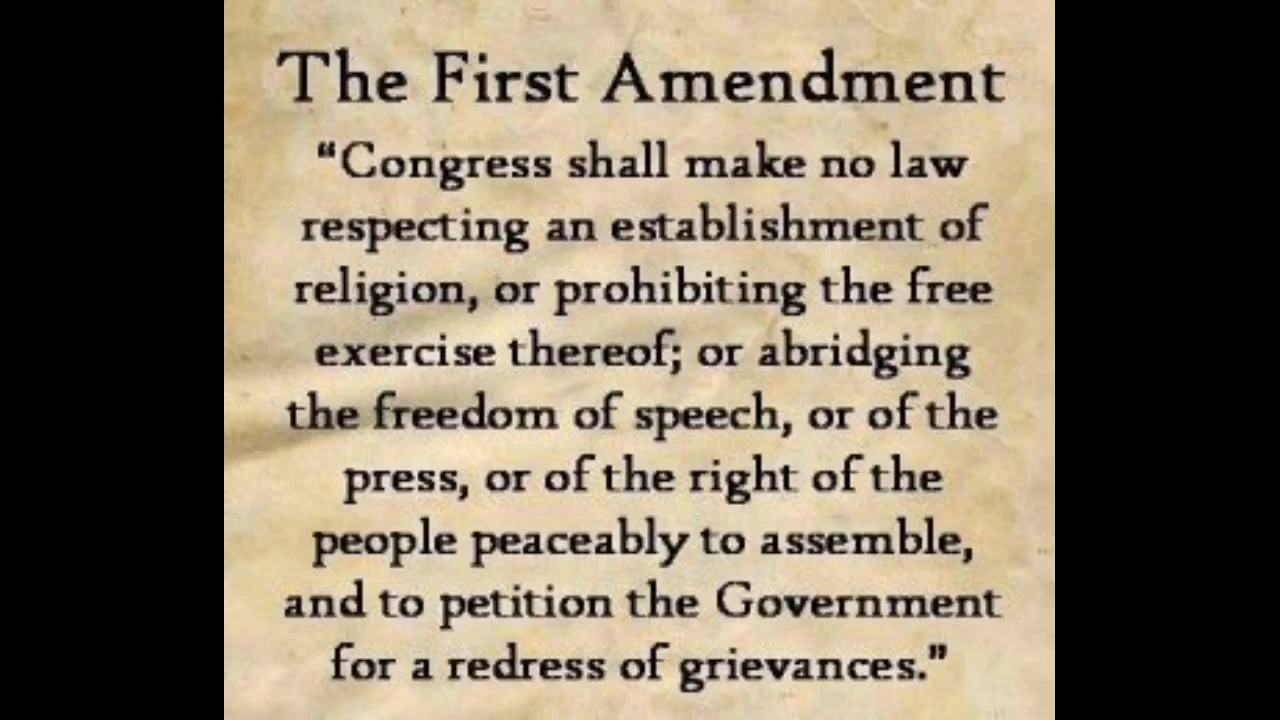 The First Amendment
“Congress shall make no law
respecting an establishment of
religion, or prohibiting the free
exercise thereof; or abridging
the freedom of speech, or of the
press, or of the right of the
people peaceably to assemble,
and to petition the Government
for a redress of grievances.”